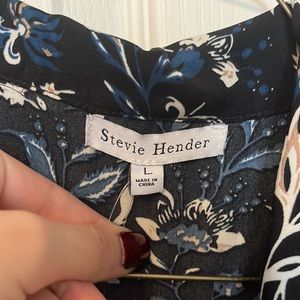 Stevie Hender
L
MADE IN
CHINA